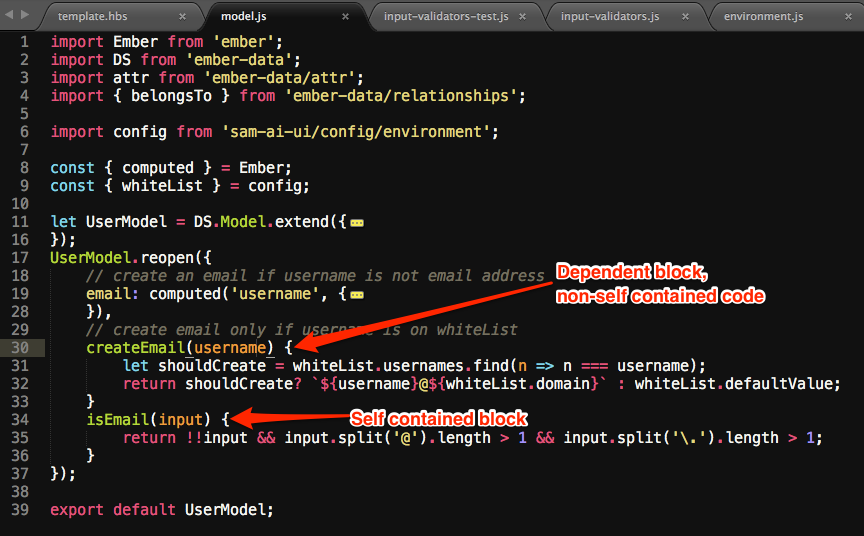 template.hbs × model.js × input-validators-test.js × input-validators.js × environment.js ×
1 import Ember from 'ember';
2 import DS from 'ember-data';
3 import attr from 'ember-data/attr';
4 import { belongsTo } from 'ember-data/relationships';
5
6 import config from 'sam-ai-ui/config/environment';
7
8 const { computed } = Ember;
9 const { whiteList } = config;
10
11 let UserModel = DS.Model.extend({
16 });
17 UserModel.reopen({
18 // create an email if username is not email address
Dependent block,
19 email: computed('username', {
non-self contained code
28 }),
29 // create email only if username is on whiteList
30 createEmail(username) {
31 let shouldCreate = whiteList.usernames.find(n => n === username);
32 return shouldCreate? `${username}@${whiteList.domain}` : whiteList.defaultValue;
33 }
34 isEmail(input) {
Self contained block
35 return !!input && input.split('@').length > 1 && input.split('\.').length > 1;
36 }
37 });
38
39 export default UserModel;